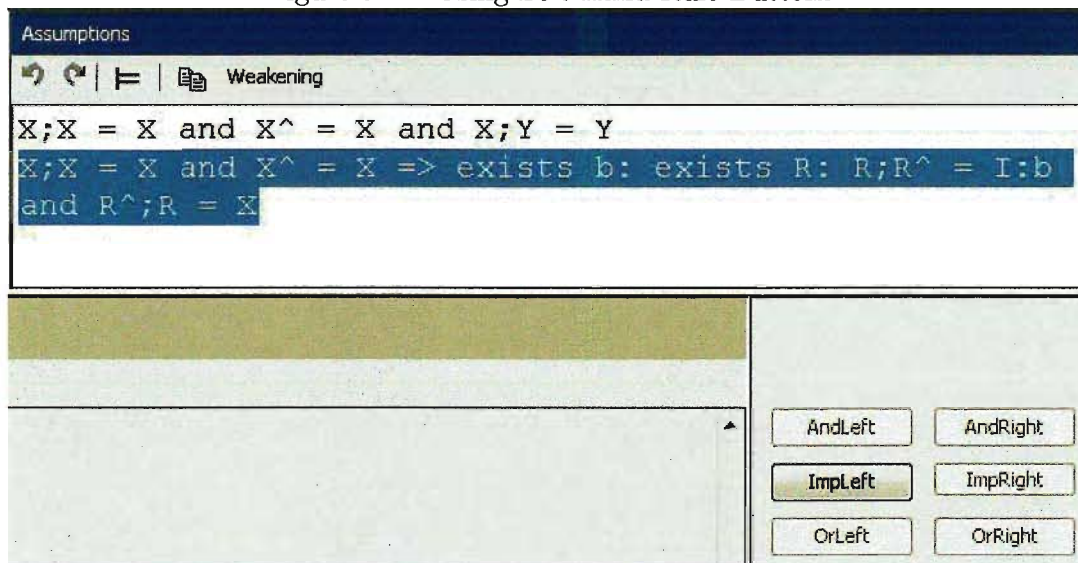 Assumptions
Weakening
X;X = X and X^ = X and X;Y = Y
X;X = X and X^ = X => exists b: exists R: R;R^ = I:b
and R^;R = X
AndLeft AndRight
ImpLeft ImpRight
OrLeft OrRight